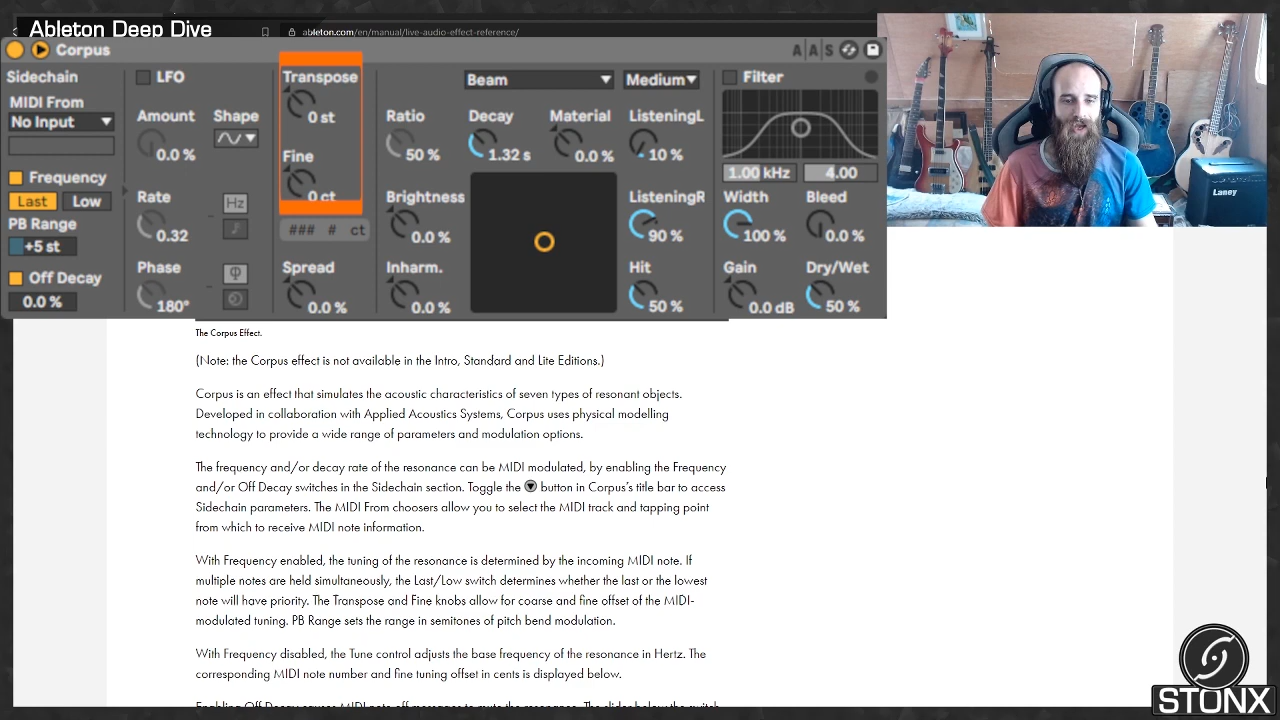 Ableton Deep Dive
ableton.com/en/manual/live-audio-effect-reference/
Corpus
A|A|S
Sidechain
MIDI From
No Input
Frequency
Last
Low
PB Range
+5 st
Off Decay
0.0 %
LFO
Amount
0.0 %
Shape
Rate
0.32
Hz
Phase
180°
Transpose
0 st
Fine
0 ct
### # ct
Spread
0.0 %
Beam
Medium
Ratio
50 %
Decay
1.32 s
Material
0.0 %
Brightness
0.0 %
Inharm.
0.0 %
ListeningL
10 %
ListeningR
90 %
Hit
50 %
Filter
1.00 kHz
4.00
Width
100 %
Bleed
0.0 %
Gain
0.0 dB
Dry/Wet
50 %
Laney
The Corpus Effect.
(Note: the Corpus effect is not available in the Intro, Standard and Lite Editions.)
Corpus is an effect that simulates the acoustic characteristics of seven types of resonant objects.
Developed in collaboration with Applied Acoustics Systems, Corpus uses physical modelling
technology to provide a wide range of parameters and modulation options.
The frequency and/or decay rate of the resonance can be MIDI modulated, by enabling the Frequency
and/or Off Decay switches in the Sidechain section. Toggle the button in Corpus's title bar to access
Sidechain parameters. The MIDI From choosers allow you to select the MIDI track and tapping point
from which to receive MIDI note information.
With Frequency enabled, the tuning of the resonance is determined by the incoming MIDI note. If
multiple notes are held simultaneously, the Last/Low switch determines whether the last or the lowest
note will have priority. The Transpose and Fine knobs allow for coarse and fine offset of the MIDI-
modulated tuning. PB Range sets the range in semitones of pitch bend modulation.
With Frequency disabled, the Tune control adjusts the base frequency of the resonance in Hertz. The
corresponding MIDI note number and fine tuning offset in cents is displayed below.
STONX